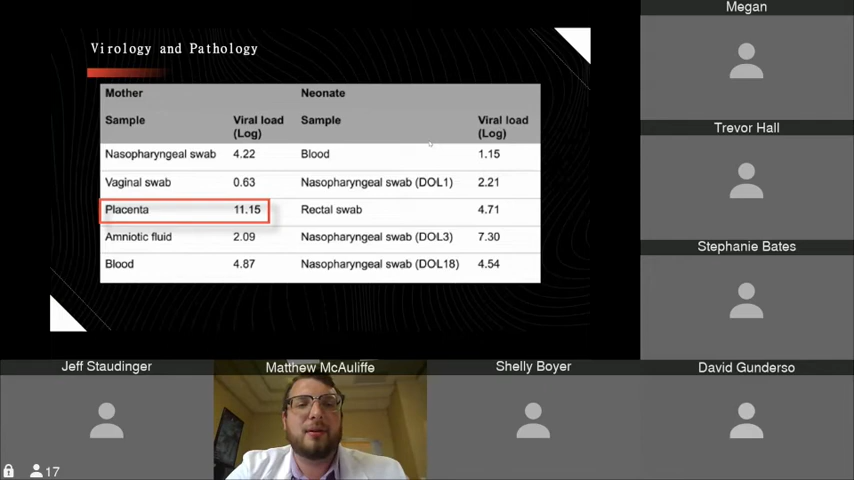 Virology and Pathology
Mother Neonate
Sample Viral load (Log) Sample Viral load (Log)
Nasopharyngeal swab 4.22 Blood 1.15
Vaginal swab 0.63 Nasopharyngeal swab (DOL1) 2.21
Placenta 11.15 Rectal swab 4.71
Amniotic fluid 2.09 Nasopharyngeal swab (DOL3) 7.30
Blood 4.87 Nasopharyngeal swab (DOL18) 4.54
Megan
Trevor Hall
Stephanie Bates
Jeff Staudinger
Matthew McAuliffe
Shelly Boyer
David Gunderso
17